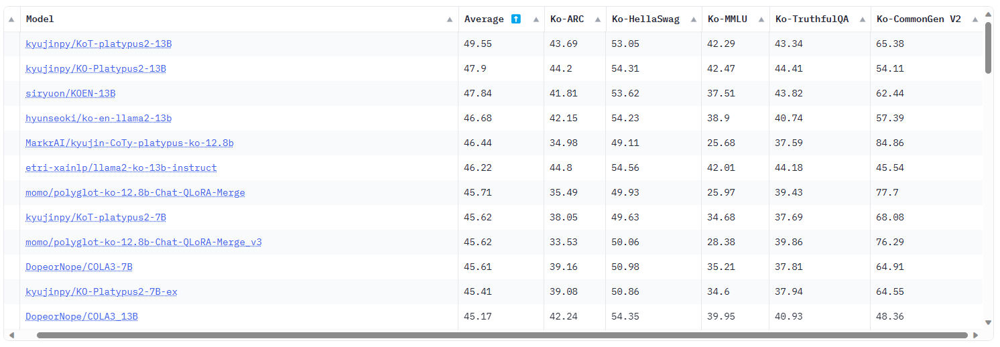 Model Average ⬆️ Ko-ARC Ko-HellaSwag Ko-MMLU Ko-TruthfulQA Ko-CommonGen V2
kyujinpy/KoT-platypus2-13B 49.55 43.69 53.05 42.29 43.34 65.38
kyujinpy/KO-Platypus2-13B 47.9 44.2 54.31 42.47 44.41 54.11
siryuon/KOEN-13B 47.84 41.81 53.62 37.51 43.82 62.44
hyunseoki/ko-en-llama2-13b 46.68 42.15 54.23 38.9 40.74 57.39
MarkrAI/kyujin-CoTy-platypus-ko-12.8b 46.44 34.98 49.11 25.68 37.59 84.86
etri-xainlp/llama2-ko-13b-instruct 46.22 44.8 54.56 42.01 44.18 45.54
momo/polyglot-ko-12.8b-Chat-QLoRA-Merge 45.71 35.49 49.93 25.97 39.43 77.7
kyujinpy/KoT-platypus2-7B 45.62 38.05 49.63 34.68 37.69 68.08
momo/polyglot-ko-12.8b-Chat-QLoRA-Merge_v3 45.62 33.53 50.06 28.38 39.86 76.29
DopeorNope/COLA3-7B 45.61 39.16 50.98 35.21 37.81 64.91
kyujinpy/KO-Platypus2-7B-ex 45.41 39.08 50.86 34.6 37.94 64.55
DopeorNope/COLA3_13B 45.17 42.24 54.35 39.95 40.93 48.36